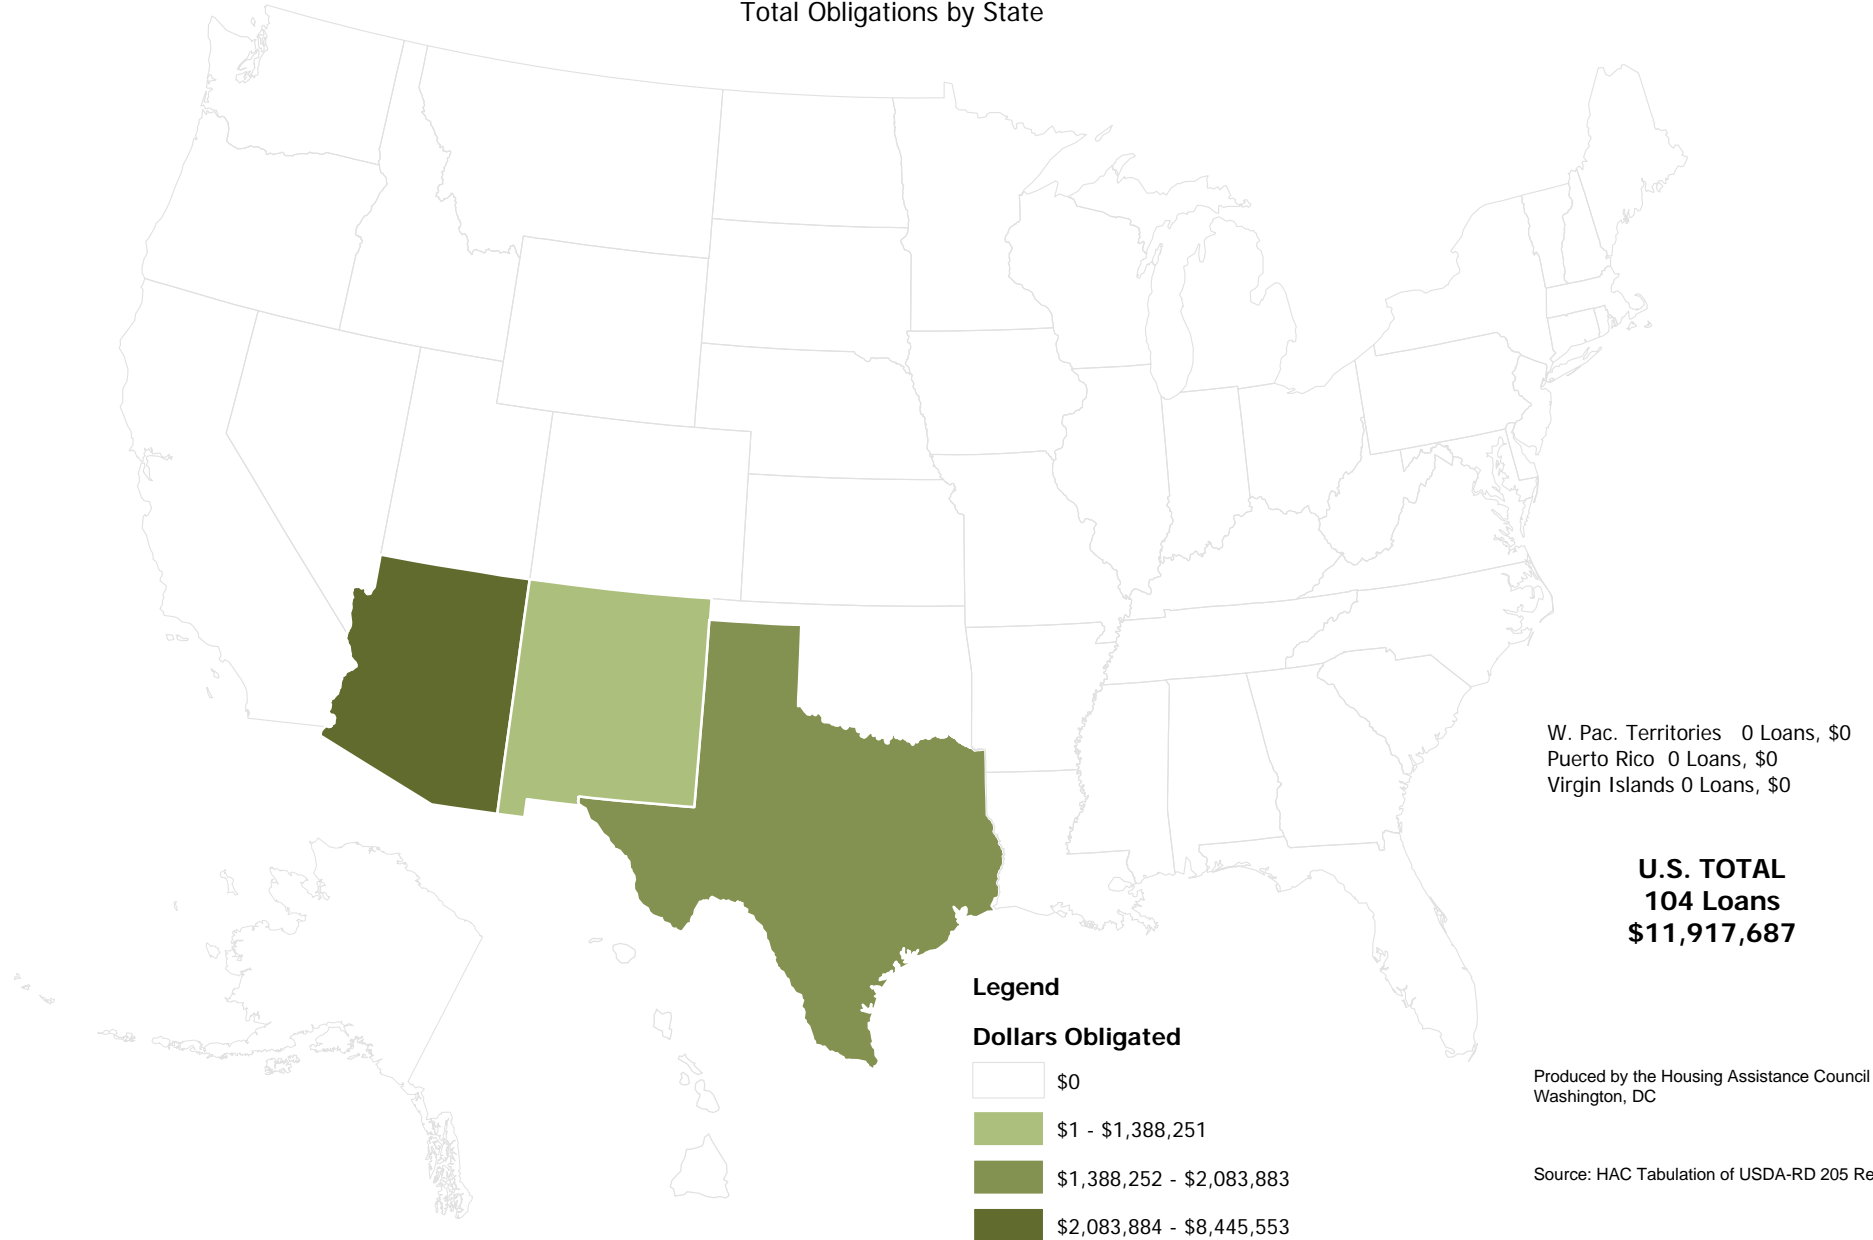 Total Obligations by State
W. Pac. Territories 0 Loans, $0
Puerto Rico 0 Loans, $0
Virgin Islands 0 Loans, $0
U.S. TOTAL
104 Loans
$11,917,687
Legend
Dollars Obligated
$0
$1 - $1,388,251
$1,388,252 - $2,083,883
$2,083,884 - $8,445,553
Produced by the Housing Assistance Council
Washington, DC
Source: HAC Tabulation of USDA-RD 205 Re